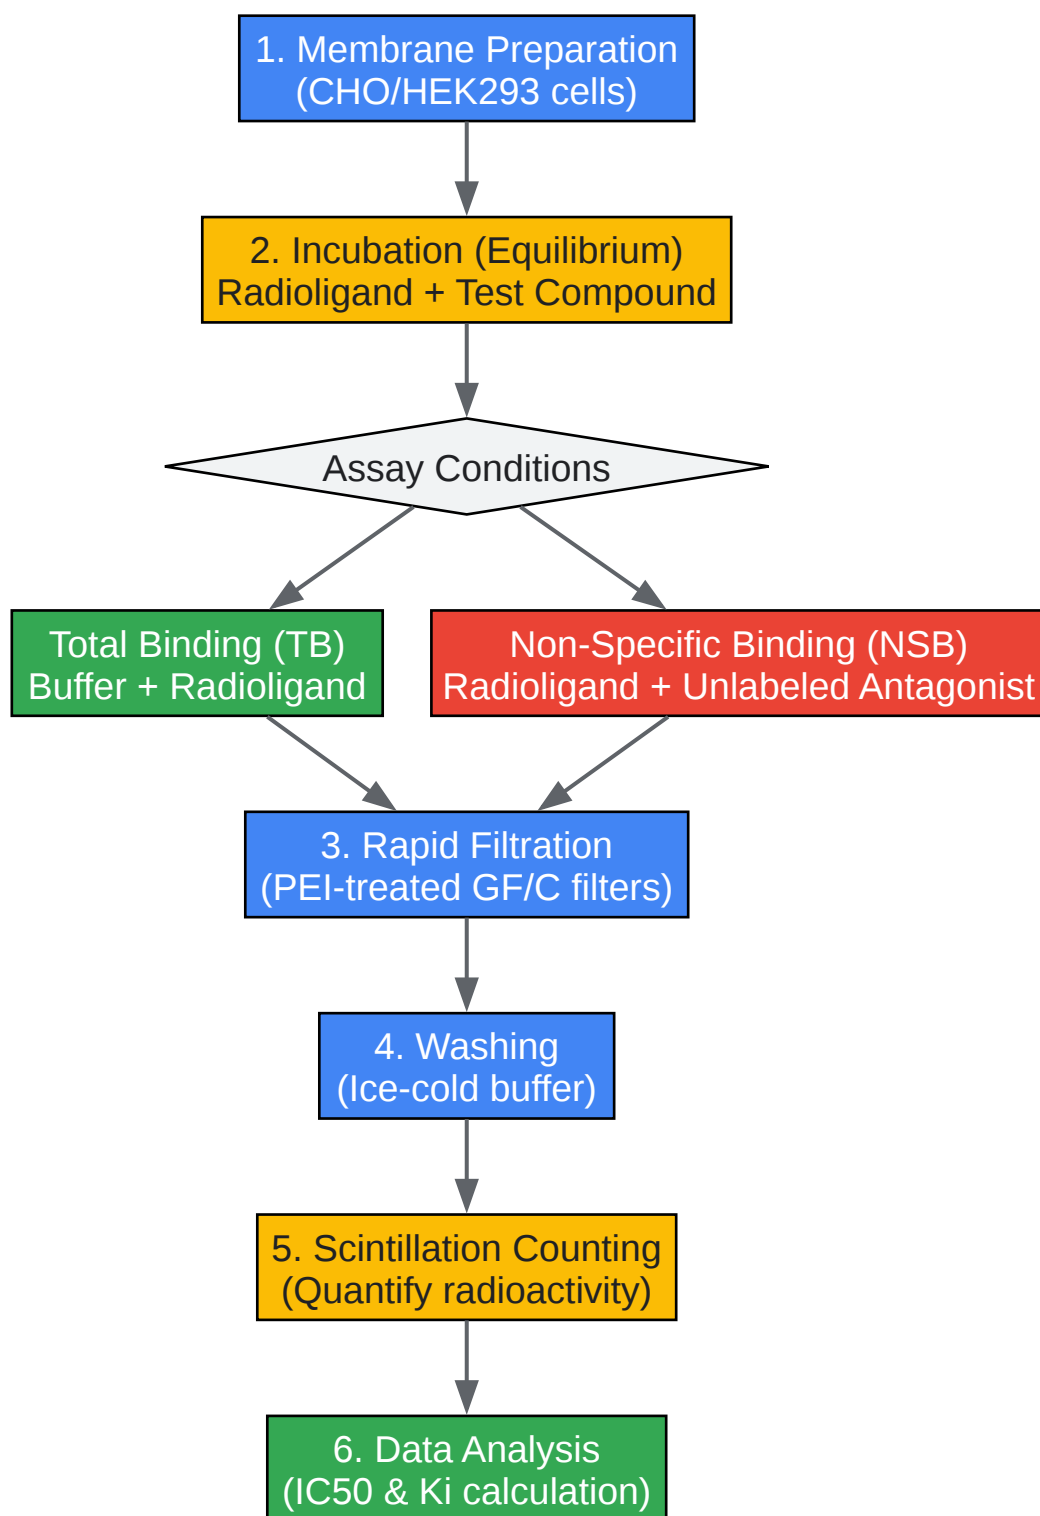 1. Membrane Preparation
(CHO/HEK293 cells)
2. Incubation (Equilibrium)
Radioligand + Test Compound
Assay Conditions
Total Binding (TB)
Buffer + Radioligand
Non-Specific Binding (NSB)
Radioligand + Unlabeled Antagonist
3. Rapid Filtration
(PEI-treated GF/C filters)
4. Washing
(Ice-cold buffer)
5. Scintillation Counting
(Quantify radioactivity)
6. Data Analysis
(IC50 & Ki calculation)